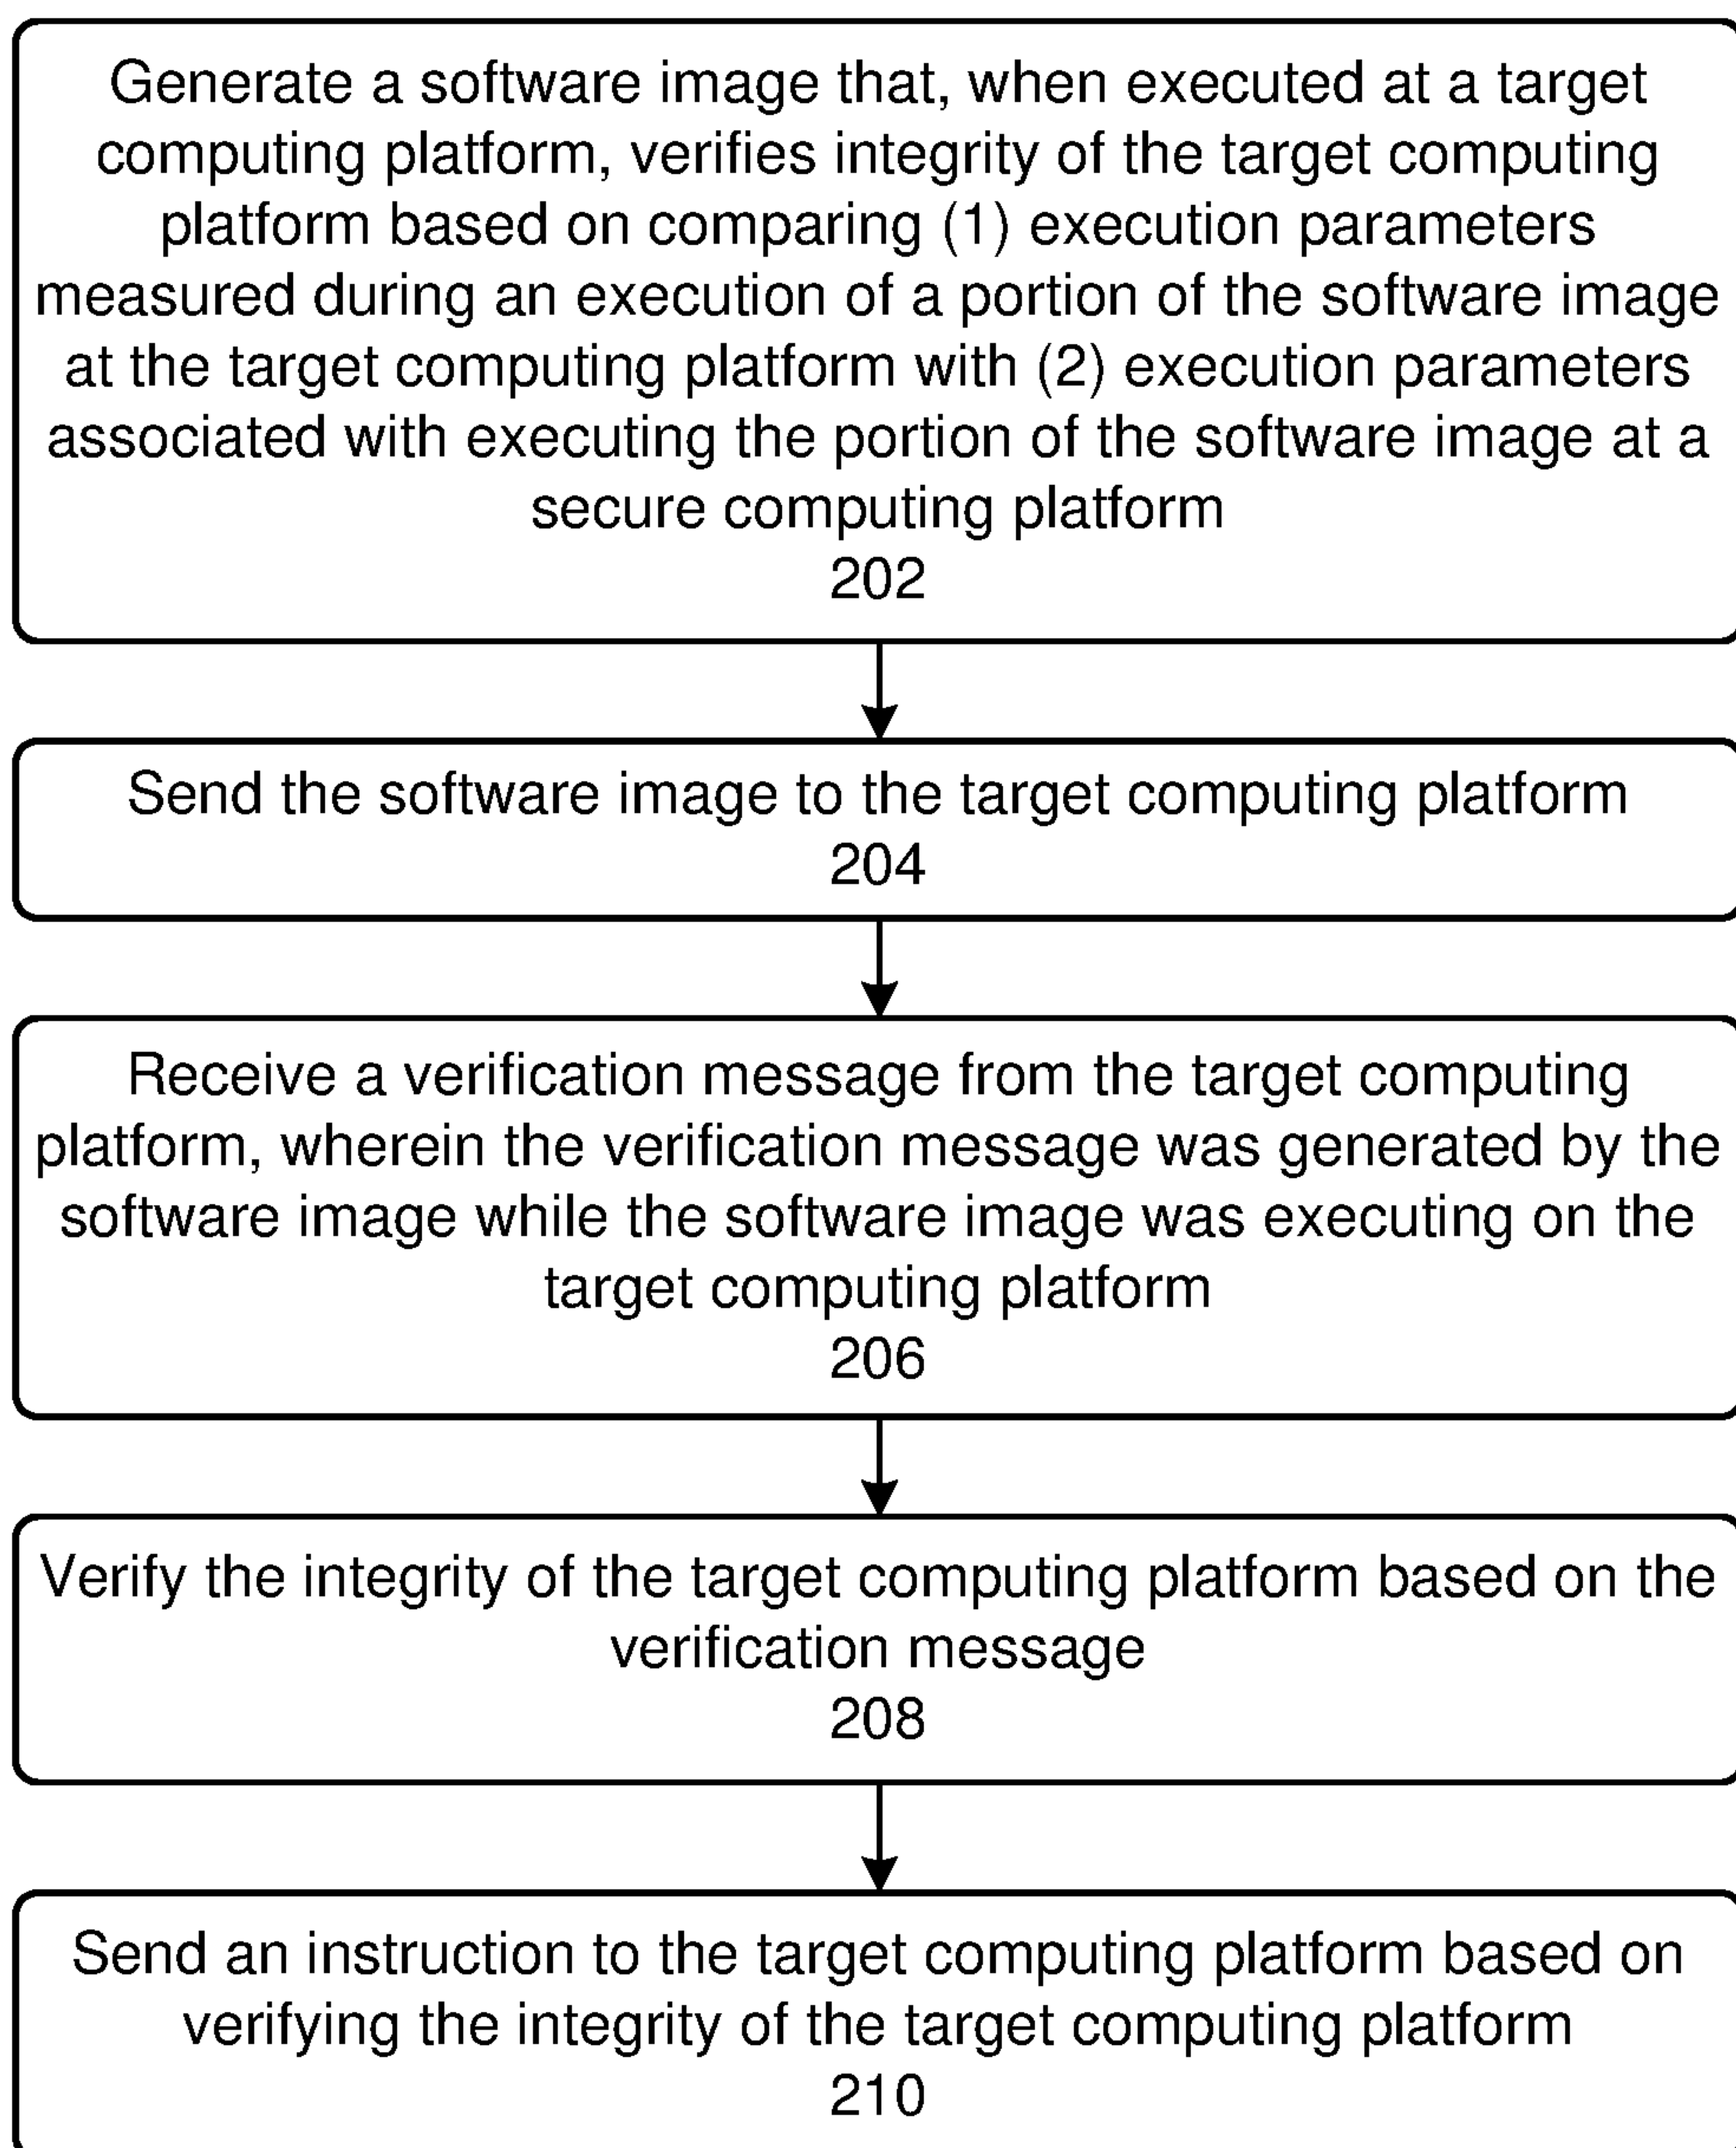 Generate a software image that, when executed at a target
computing platform, verifies integrity of the target computing
platform based on comparing (1) execution parameters
measured during an execution of a portion of the software image
at the target computing platform with (2) execution parameters
associated with executing the portion of the software image at a
secure computing platform
202
Send the software image to the target computing platform
204
Receive a verification message from the target computing
platform, wherein the verification message was generated by the
software image while the software image was executing on the
target computing platform
206
Verify the integrity of the target computing platform based on the
verification message
208
Send an instruction to the target computing platform based on
verifying the integrity of the target computing platform
210